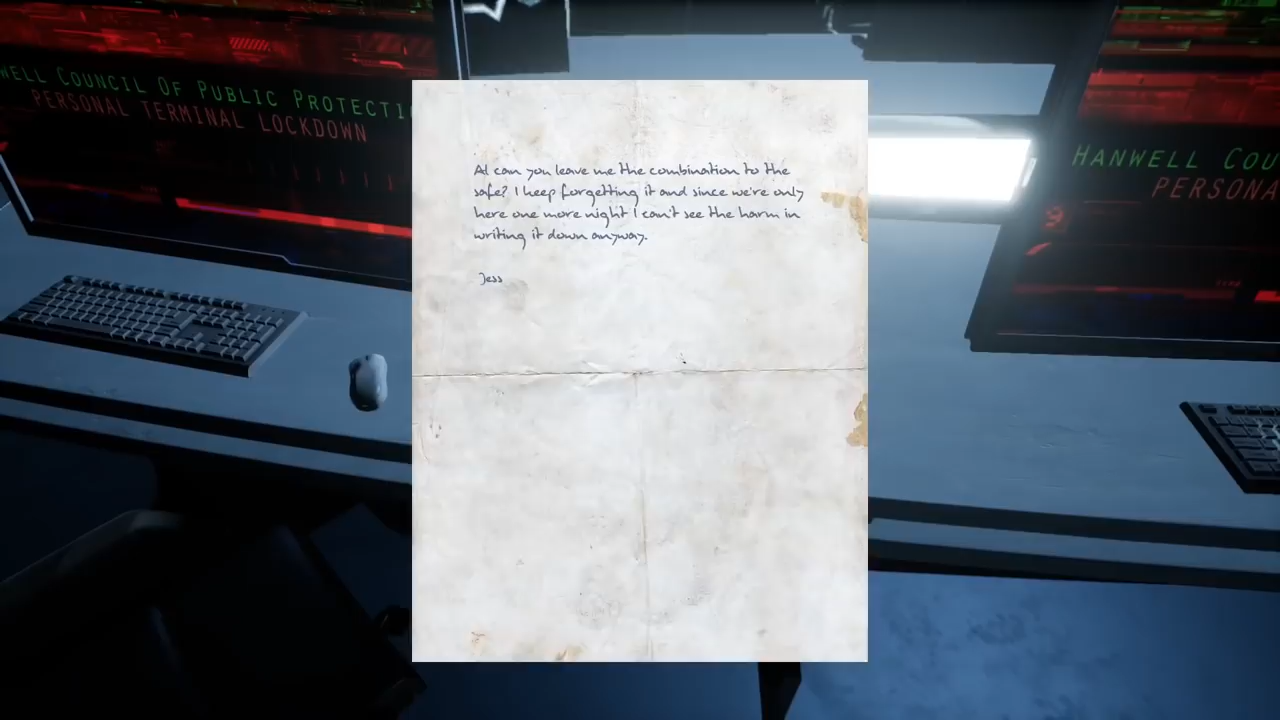 WELL COUNCIL OF PUBLIC PROTECTI
PERSONAL TERMINAL LOCKDOWN
Al can you leave me the combination to the
safe? I keep forgetting it and since we're only
here one more night I can't see the harm in
writing it down anyway.
Jess
HANWELL COU
PERSONA